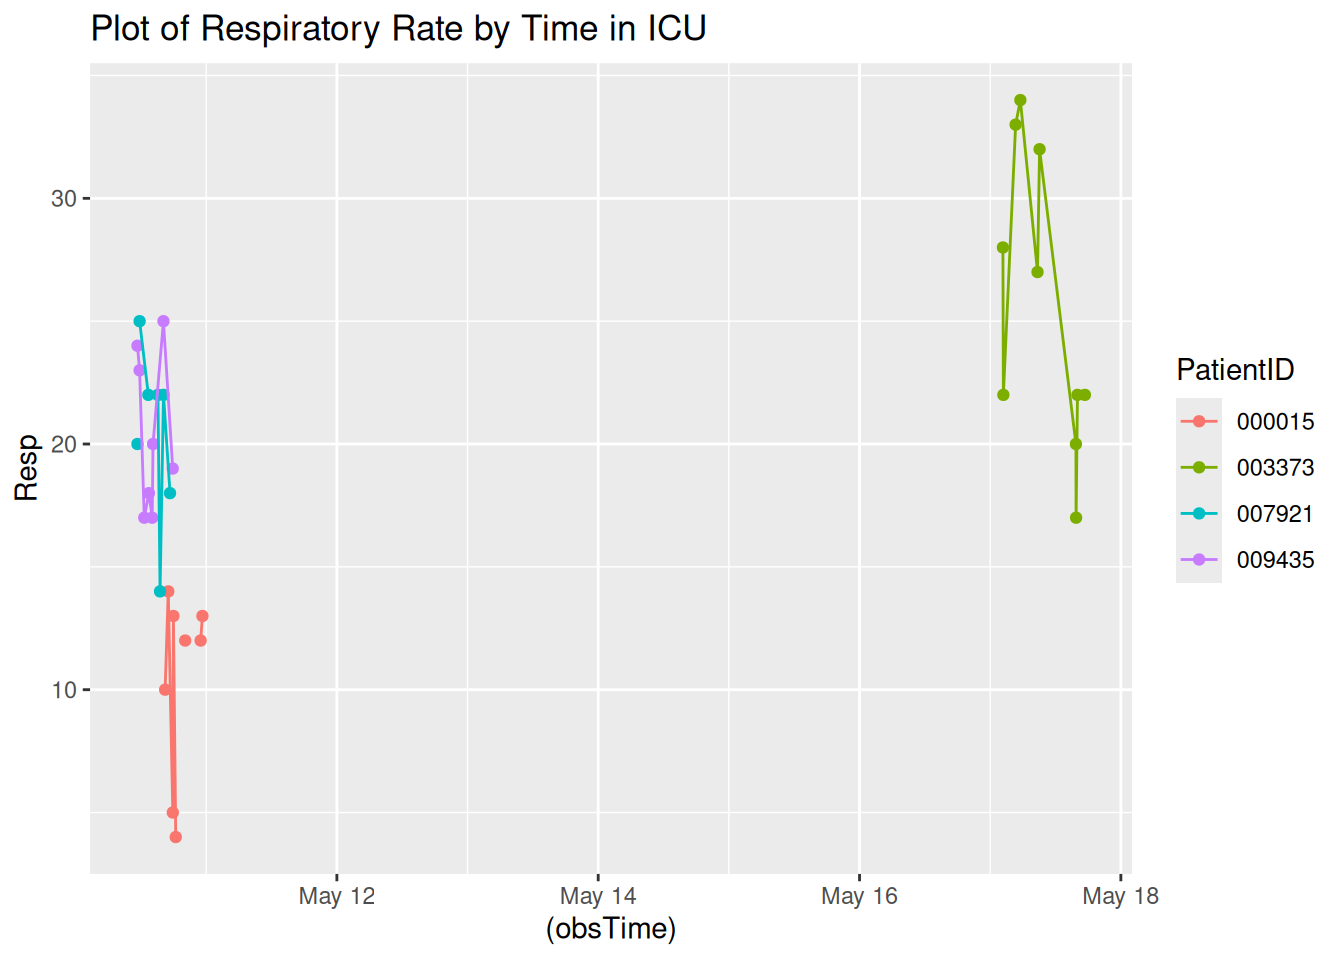 Plot of Respiratory Rate by Time in ICU
Resp
30
20
10
May 12
May 14
May 16
May 18
(obsTime)
PatientID
000015
003373
007921
009435